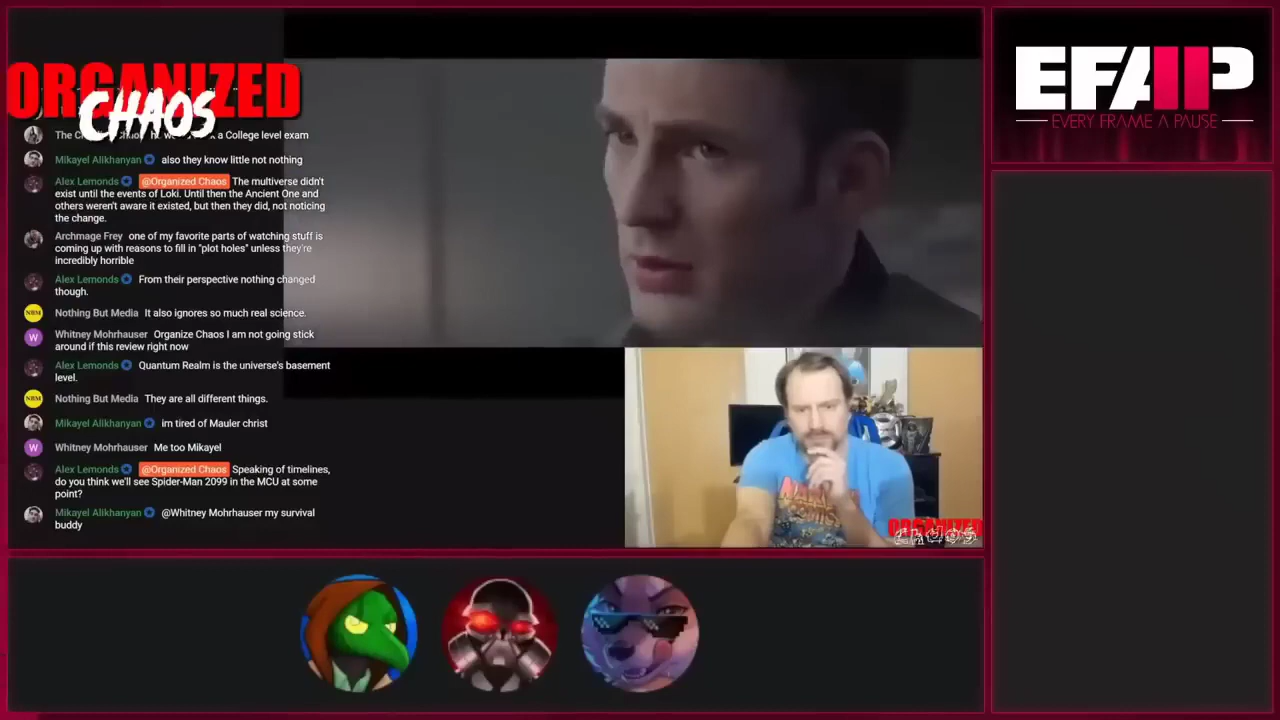 ORGANIZED
CHAOS
a College level exam
Mikayel Alikhanyan also they know little not nothing
Alex Lemonds @Organized Chaos The multiverse didn't
exist until the events of Loki. Until then the Ancient One and
others weren't aware it existed, but then they did, not noticing
the change.
Archmage Frey one of my favorite parts of watching stuff is
coming up with reasons to fill in "plot holes" unless they're
incredibly horrible
Alex Lemonds From their perspective nothing changed
though.
NBM Nothing But Media It also ignores so much real science.
W Whitney Mohrhauser Organize Chaos I am not going stick
around if this review right now
Alex Lemonds Quantum Realm is the universe's basement
level.
NBM Nothing But Media They are all different things.
Mikayel Alikhanyan im tired of Mauler christ
W Whitney Mohrhauser Me too Mikayel
Alex Lemonds @Organized Chaos Speaking of timelines,
do you think we'll see Spider-Man 2099 in the MCU at some
point?
Mikayel Alikhanyan @Whitney Mohrhauser my survival
buddy
ORGANIZED
CHAOS
EFAP
EVERY FRAME A PAUSE